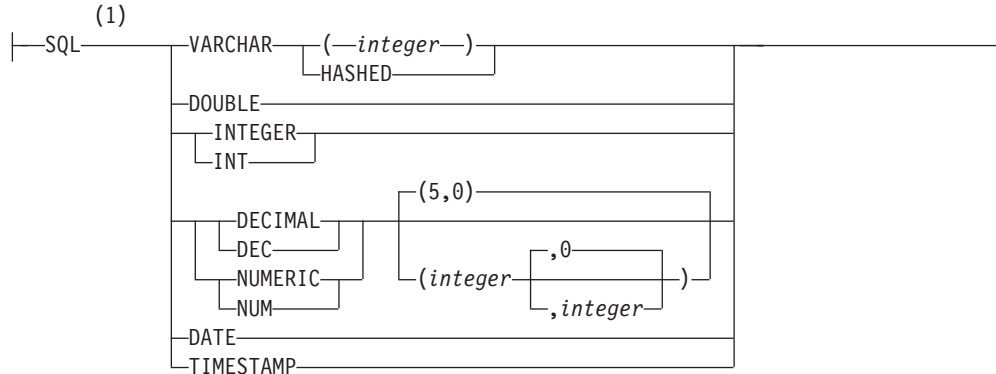 (1)
SQL VARCHAR ( integer )
HASHED
DOUBLE
INTEGER
INT
(5,0)
DECIMAL
DEC ,0
NUMERIC (integer )
NUM ,integer
DATE
TIMESTAMP